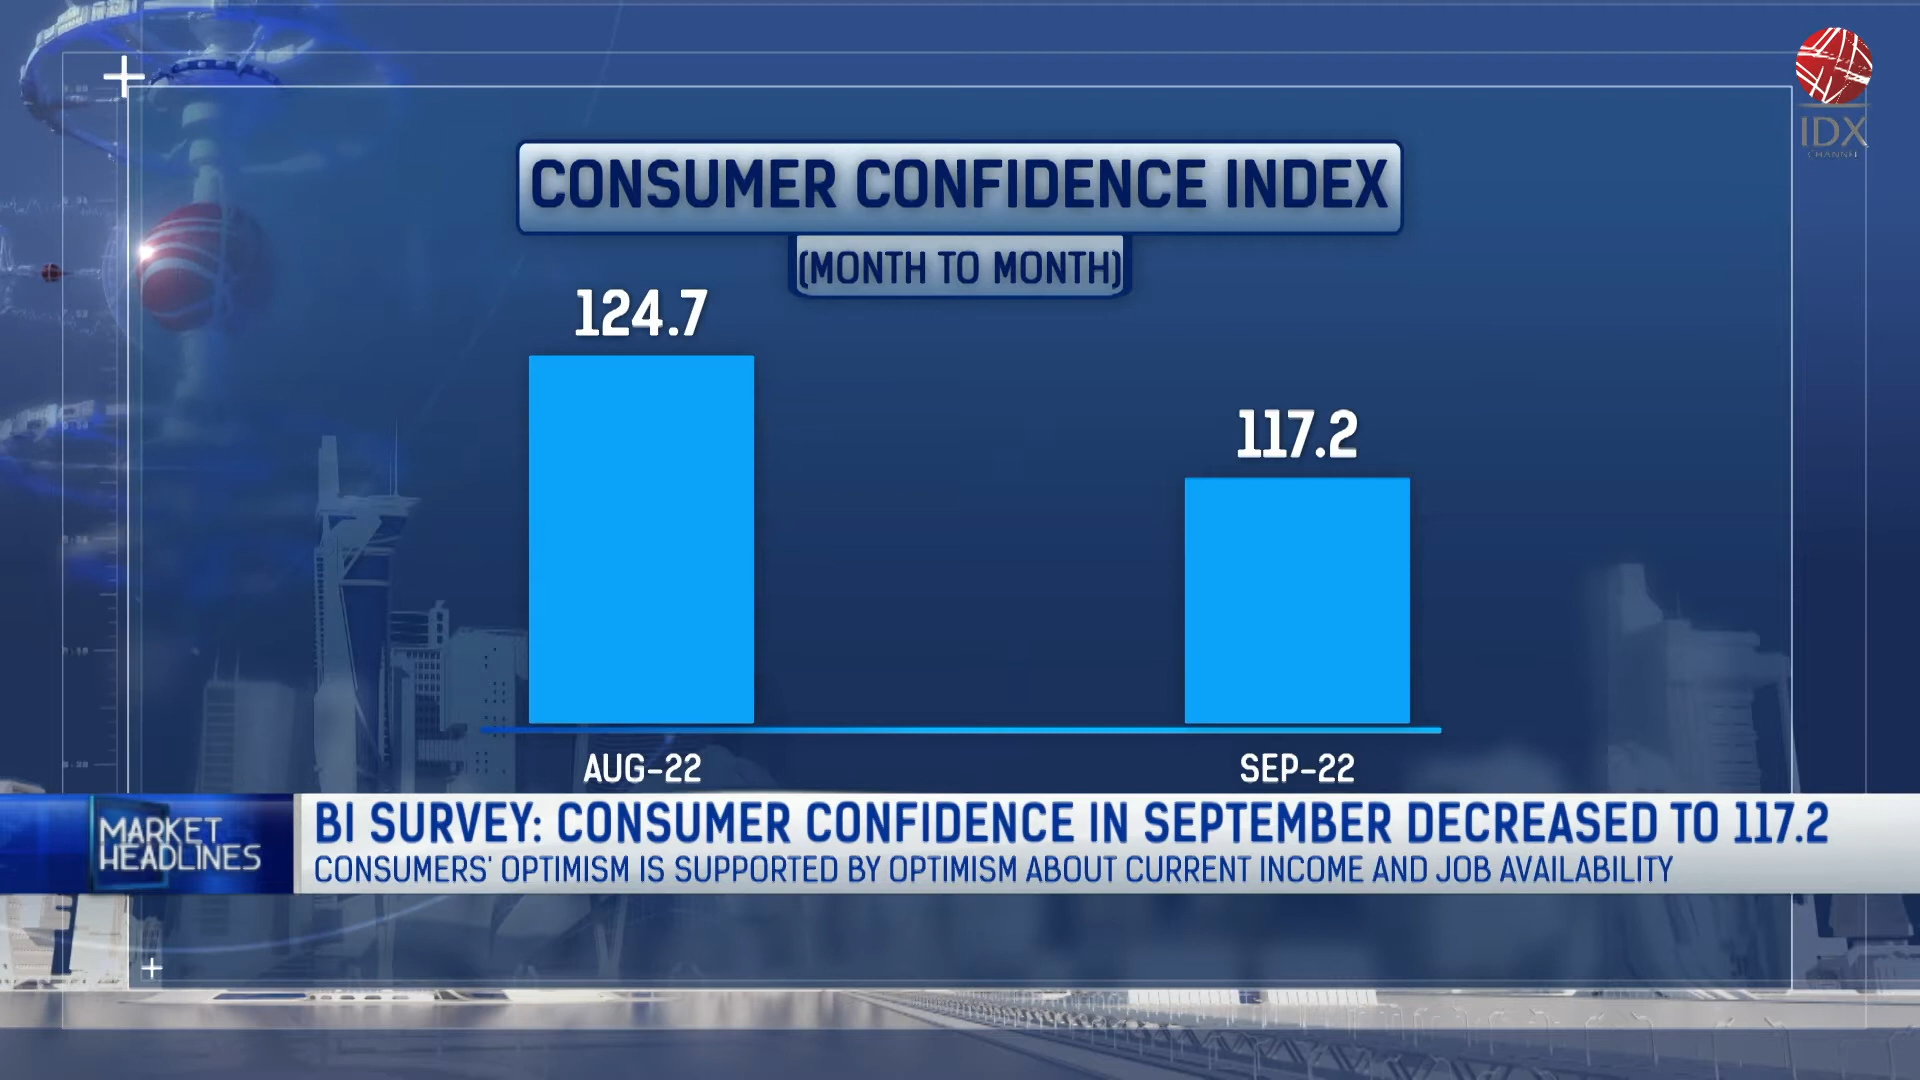 IDX
CHANNEL
CONSUMER CONFIDENCE INDEX
(MONTH TO MONTH)
124.7
117.2
AUG-22
SEP-22
MARKET
HEADLINES
BI SURVEY: CONSUMER CONFIDENCE IN SEPTEMBER DECREASED TO 117.2
CONSUMERS' OPTIMISM IS SUPPORTED BY OPTIMISM ABOUT CURRENT INCOME AND JOB AVAILABILITY